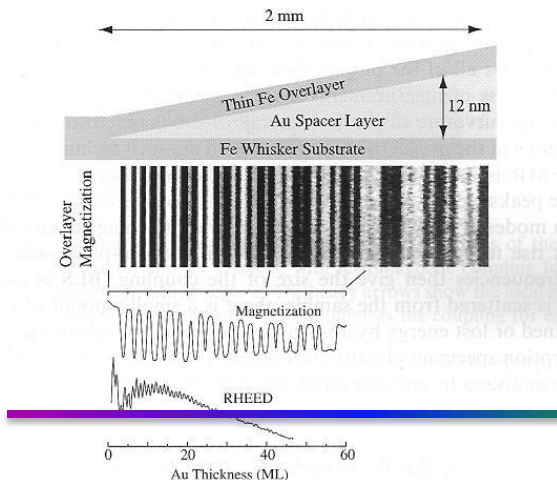 2 mm
Thin Fe Overlayer
12 nm
Au Spacer Layer
Fe Whisker Substrate
Overlayer
Magnetization
Magnetization
RHEED
0 20 40 60
Au Thickness (ML)